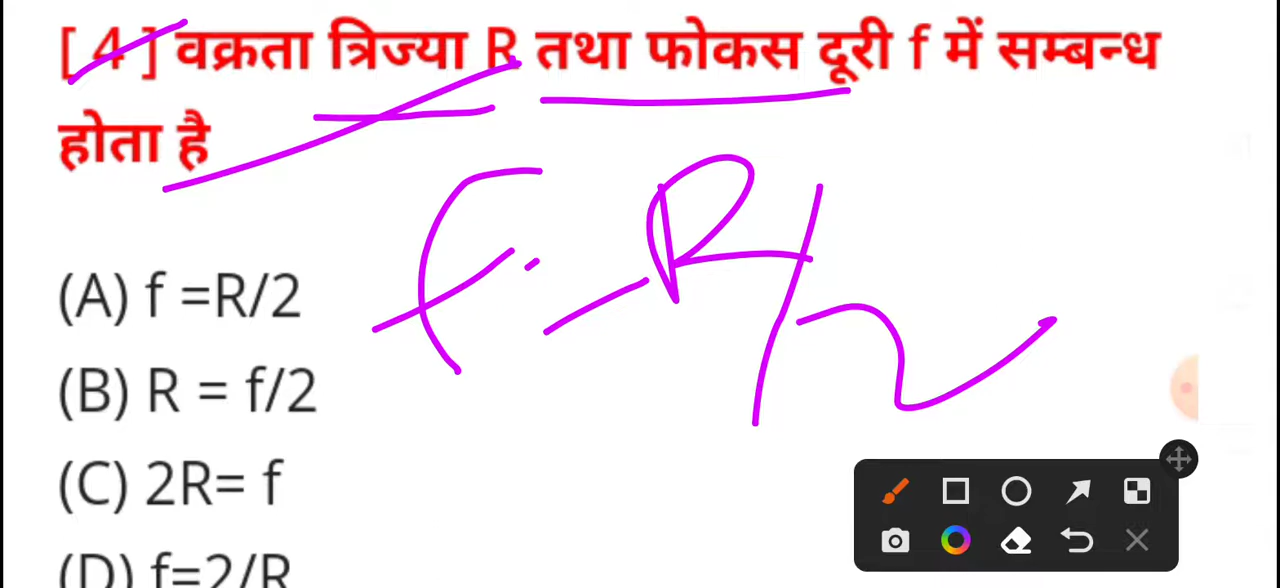 [ 4 ] वक्रता त्रिज्या R तथा फोकस दूरी f में सम्बन्ध
होता है
f = R/2
(A) f =R/2
(B) R = f/2
(C) 2R= f
(D) f=2/R